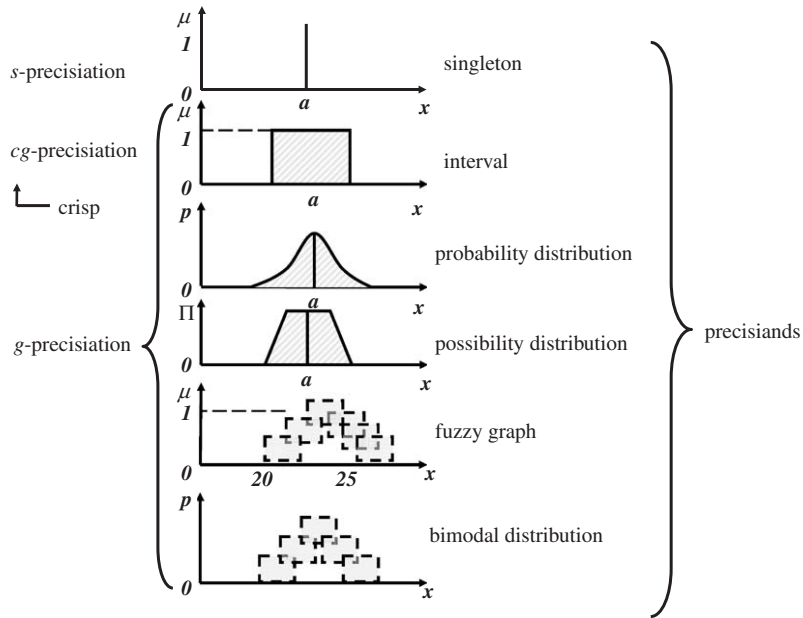 μ
1
s-precisiation
singleton
0
a
x
μ
1
cg-precisiation
interval
0
a
x
crisp
p
probability distribution
0
a
x
Π
g-precisiation
possibility distribution
precisiands
0
a
x
μ
1
fuzzy graph
0
20
25
x
p
bimodal distribution
0
x